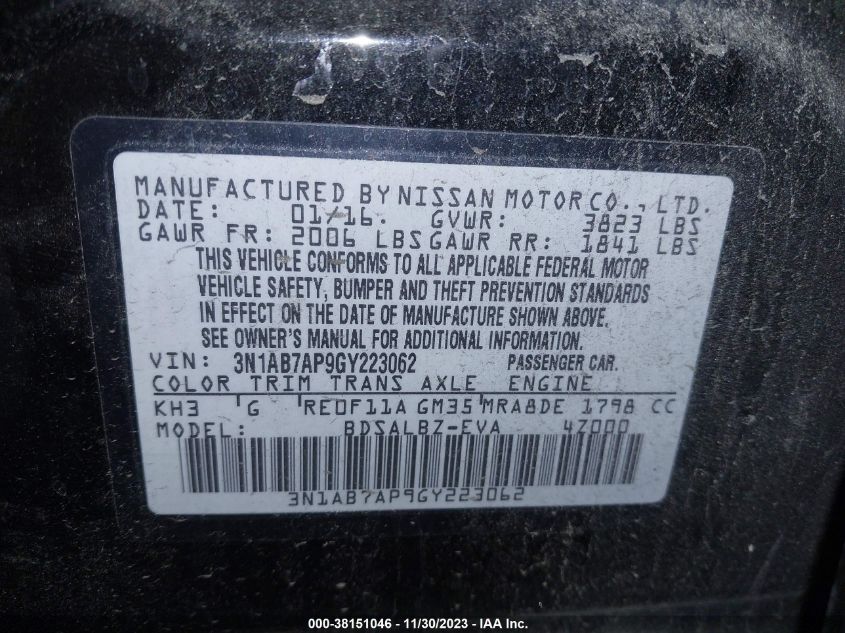 MANUFACTURED BY NISSAN MOTOR CO., LTD.
DATE: 01/16. GVWR: 3823 LBS
GAWR FR: 2006 LBS GAWR RR: 1841 LBS
THIS VEHICLE CONFORMS TO ALL APPLICABLE FEDERAL MOTOR
VEHICLE SAFETY, BUMPER AND THEFT PREVENTION STANDARDS
IN EFFECT ON THE DATE OF MANUFACTURE SHOWN ABOVE.
SEE OWNER'S MANUAL FOR ADDITIONAL INFORMATION.
VIN: 3N1AB7AP9GY223062 PASSENGER CAR.
COLOR TRIM TRANS AXLE ENGINE
KH3 G RE0F11A GM35 MRA8DE 1798 CC
MODEL: BDSALBZ-EVA 4Z000
3N1AB7AP9GY223062
000-38151046 - 11/30/2023 - IAA Inc.